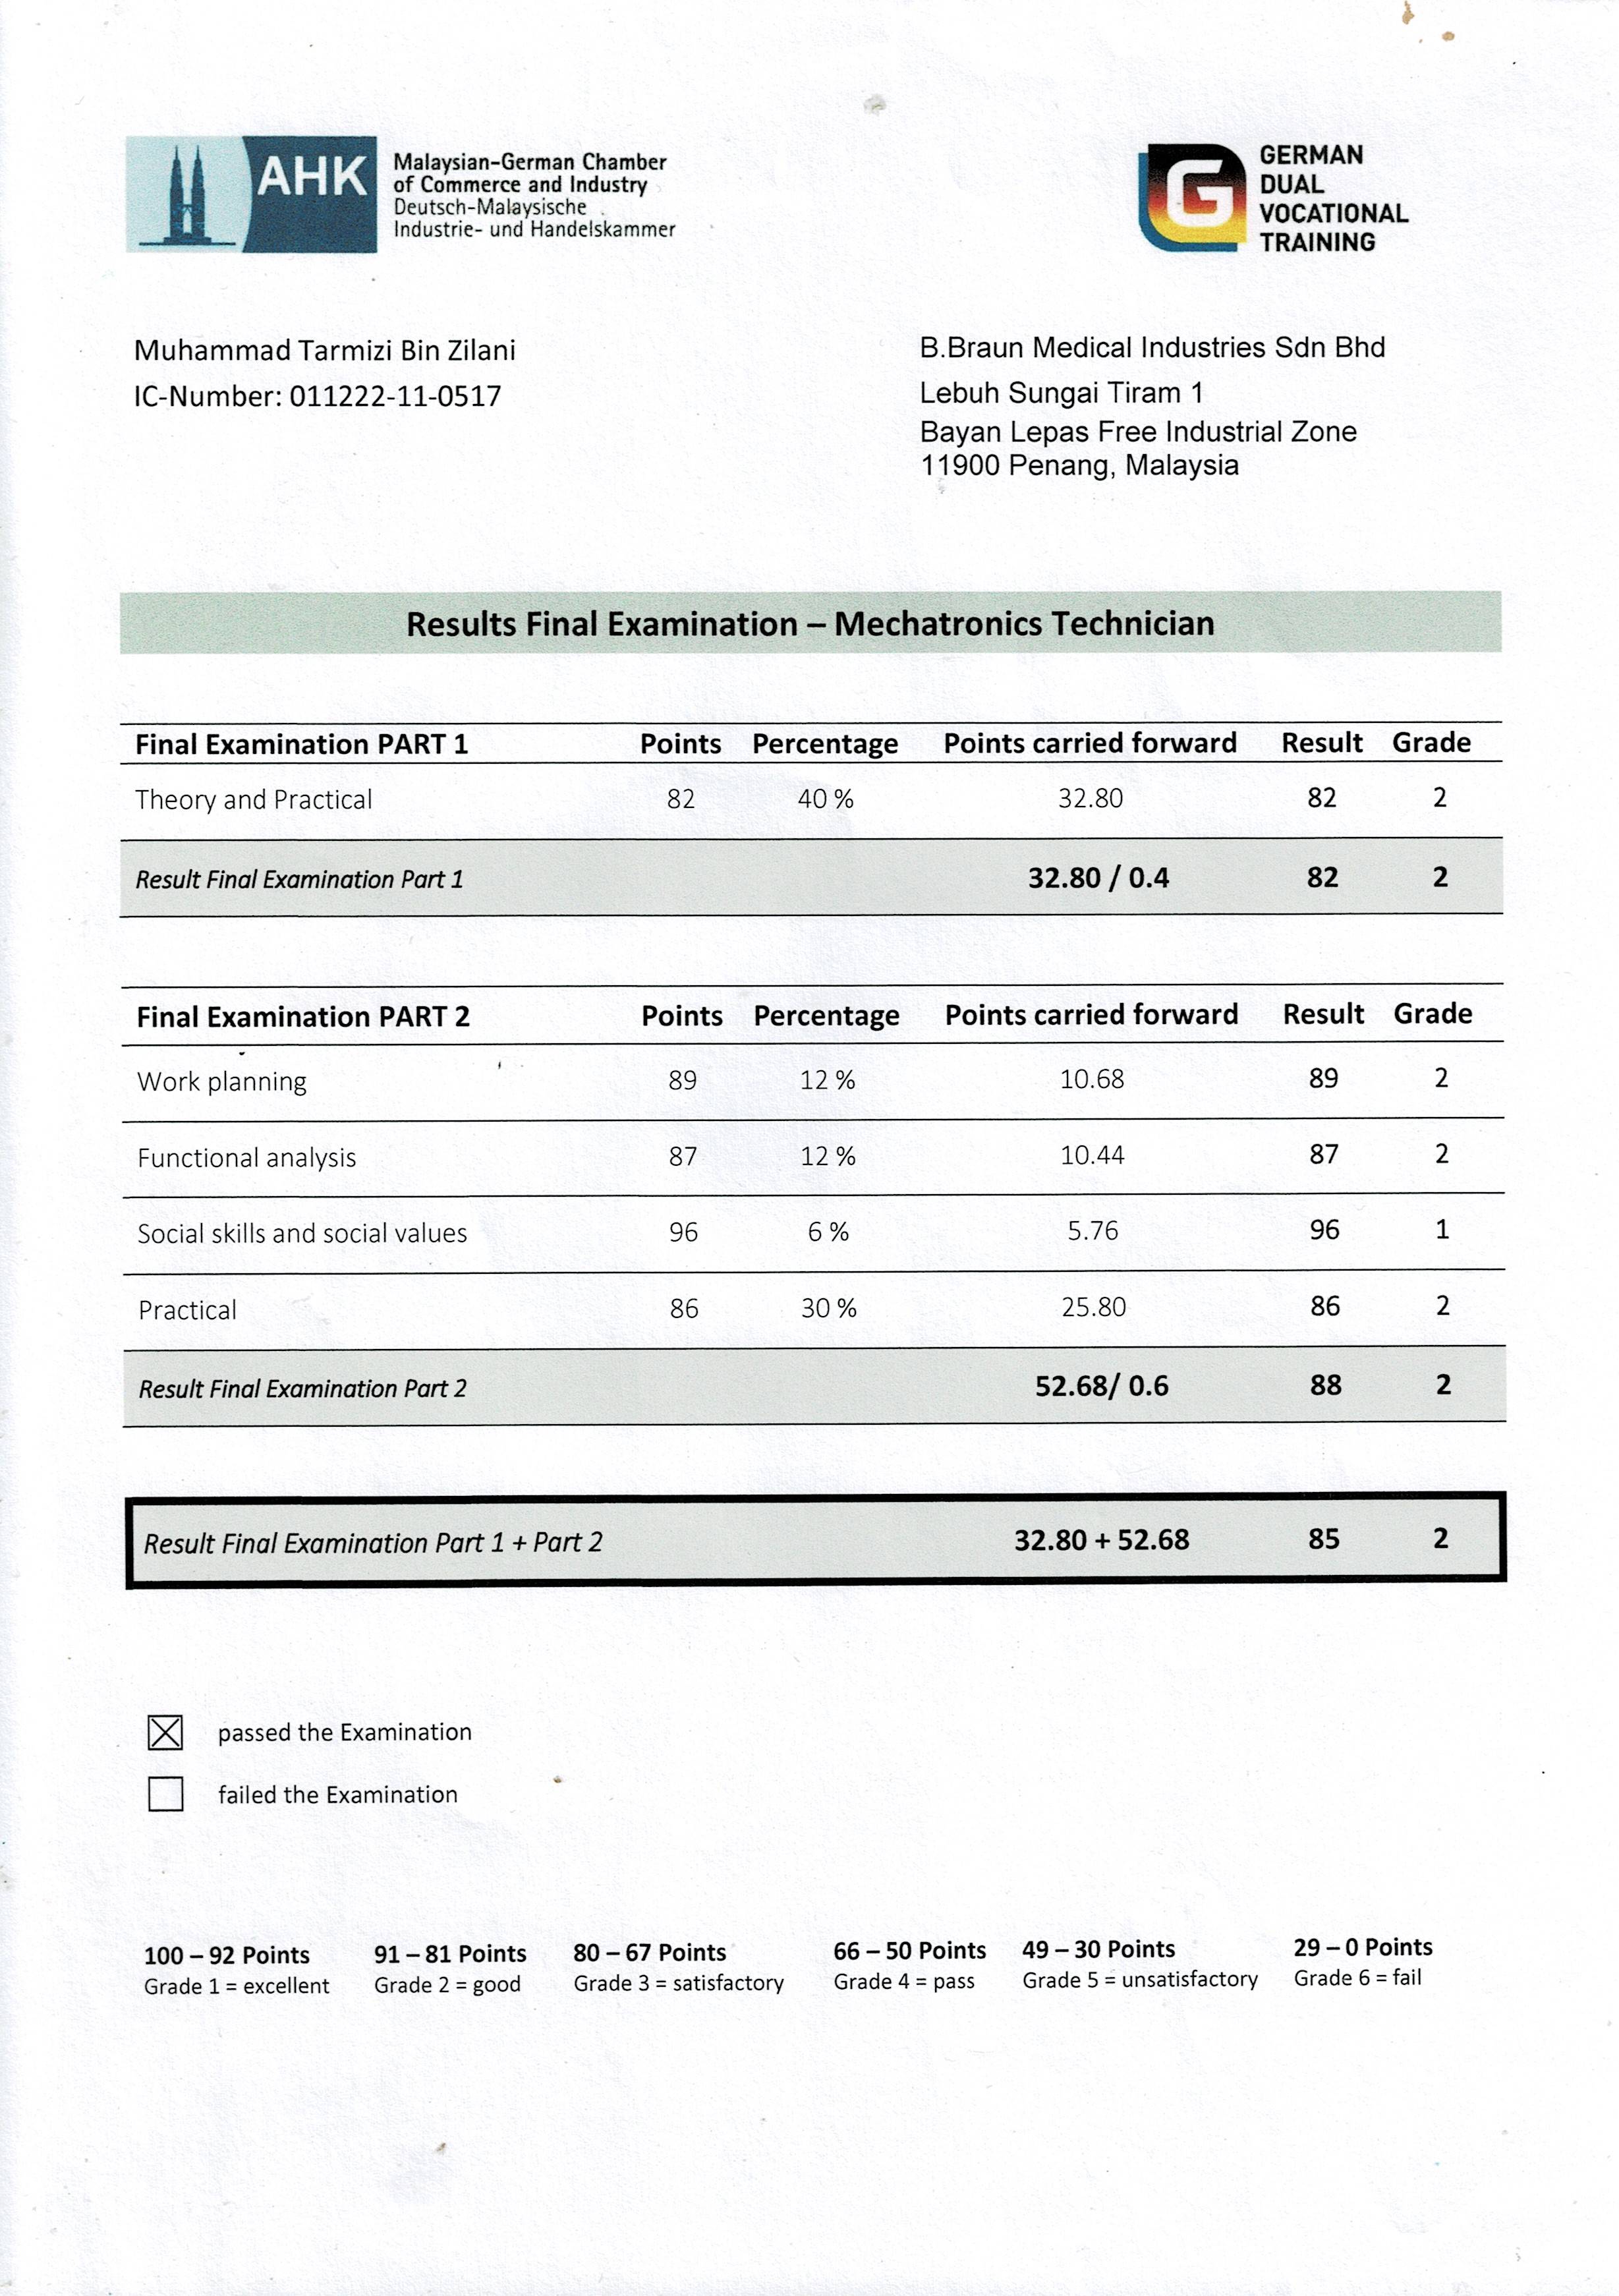 AHK
Malaysian-German Chamber
of Commerce and Industry
Deutsch-Malaysische
Industrie- und Handelskammer
G
GERMAN
DUAL
VOCATIONAL
TRAINING
Muhammad Tarmizi Bin Zilani
IC-Number: 011222-11-0517
B.Braun Medical Industries Sdn Bhd
Lebuh Sungai Tiram 1
Bayan Lepas Free Industrial Zone
11900 Penang, Malaysia
Results Final Examination – Mechatronics Technician
Final Examination PART 1 Points Percentage Points carried forward Result Grade
Theory and Practical 82 40 % 32.80 82 2
Result Final Examination Part 1 32.80 / 0.4 82 2
Final Examination PART 2 Points Percentage Points carried forward Result Grade
Work planning 89 12 % 10.68 89 2
Functional analysis 87 12 % 10.44 87 2
Social skills and social values 96 6 % 5.76 96 1
Practical 86 30 % 25.80 86 2
Result Final Examination Part 2 52.68/ 0.6 88 2
Result Final Examination Part 1 + Part 2 32.80 + 52.68 85 2
passed the Examination
failed the Examination
100 – 92 Points 91 – 81 Points 80 – 67 Points 66 – 50 Points 49 – 30 Points 29 – 0 Points
Grade 1 = excellent Grade 2 = good Grade 3 = satisfactory Grade 4 = pass Grade 5 = unsatisfactory Grade 6 = fail